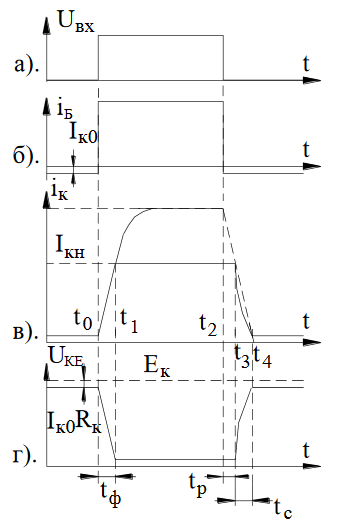 Uвх
а).
t
iБ
Iк0
б).
t
iк
Iкн
t0
t1
t2
t
в).
t3
t4
UКЕ
Eк
Iк0Rк
t
г).
tф
tр
tс